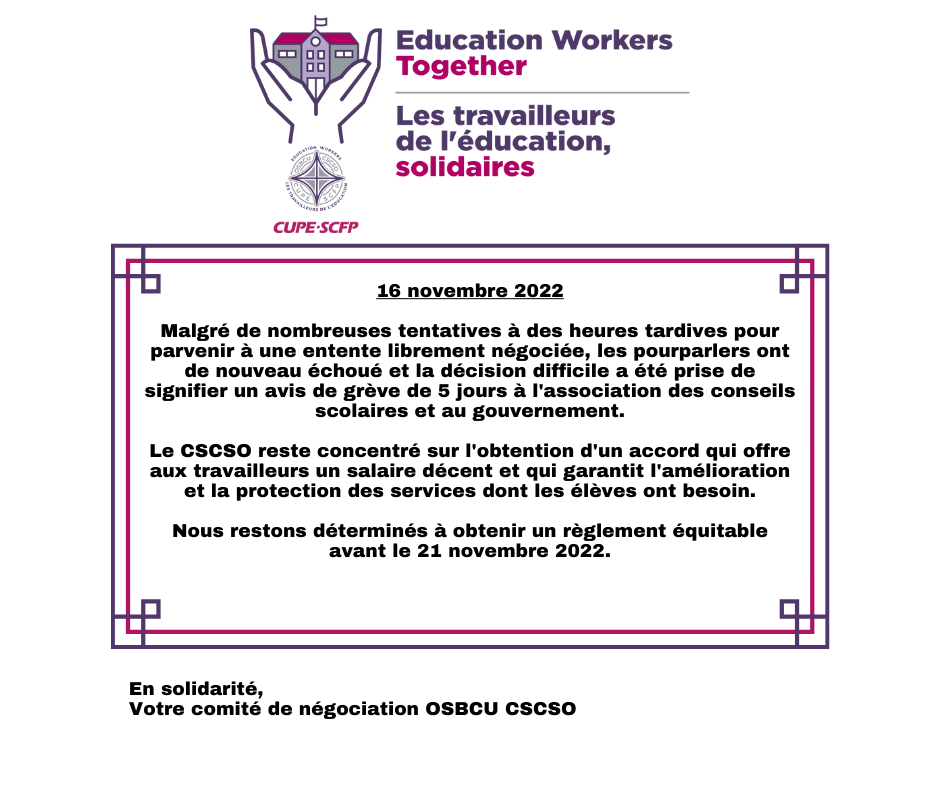 Education Workers
Together
Les travailleurs
de l'éducation,
solidaires
EDUCATION WORKERS
OSBCU CSCSO
CUPE SCFP
LES TRAVAILLEURS DE L'ÉDUCATION
CUPE·SCFP
16 novembre 2022
Malgré de nombreuses tentatives à des heures tardives pour
parvenir à une entente librement négociée, les pourparlers ont
de nouveau échoué et la décision difficile a été prise de
signifier un avis de grève de 5 jours à l'association des conseils
scolaires et au gouvernement.
Le CSCSO reste concentré sur l'obtention d'un accord qui offre
aux travailleurs un salaire décent et qui garantit l'amélioration
et la protection des services dont les élèves ont besoin.
Nous restons déterminés à obtenir un règlement équitable
avant le 21 novembre 2022.
En solidarité,
Votre comité de négociation OSBCU CSCSO